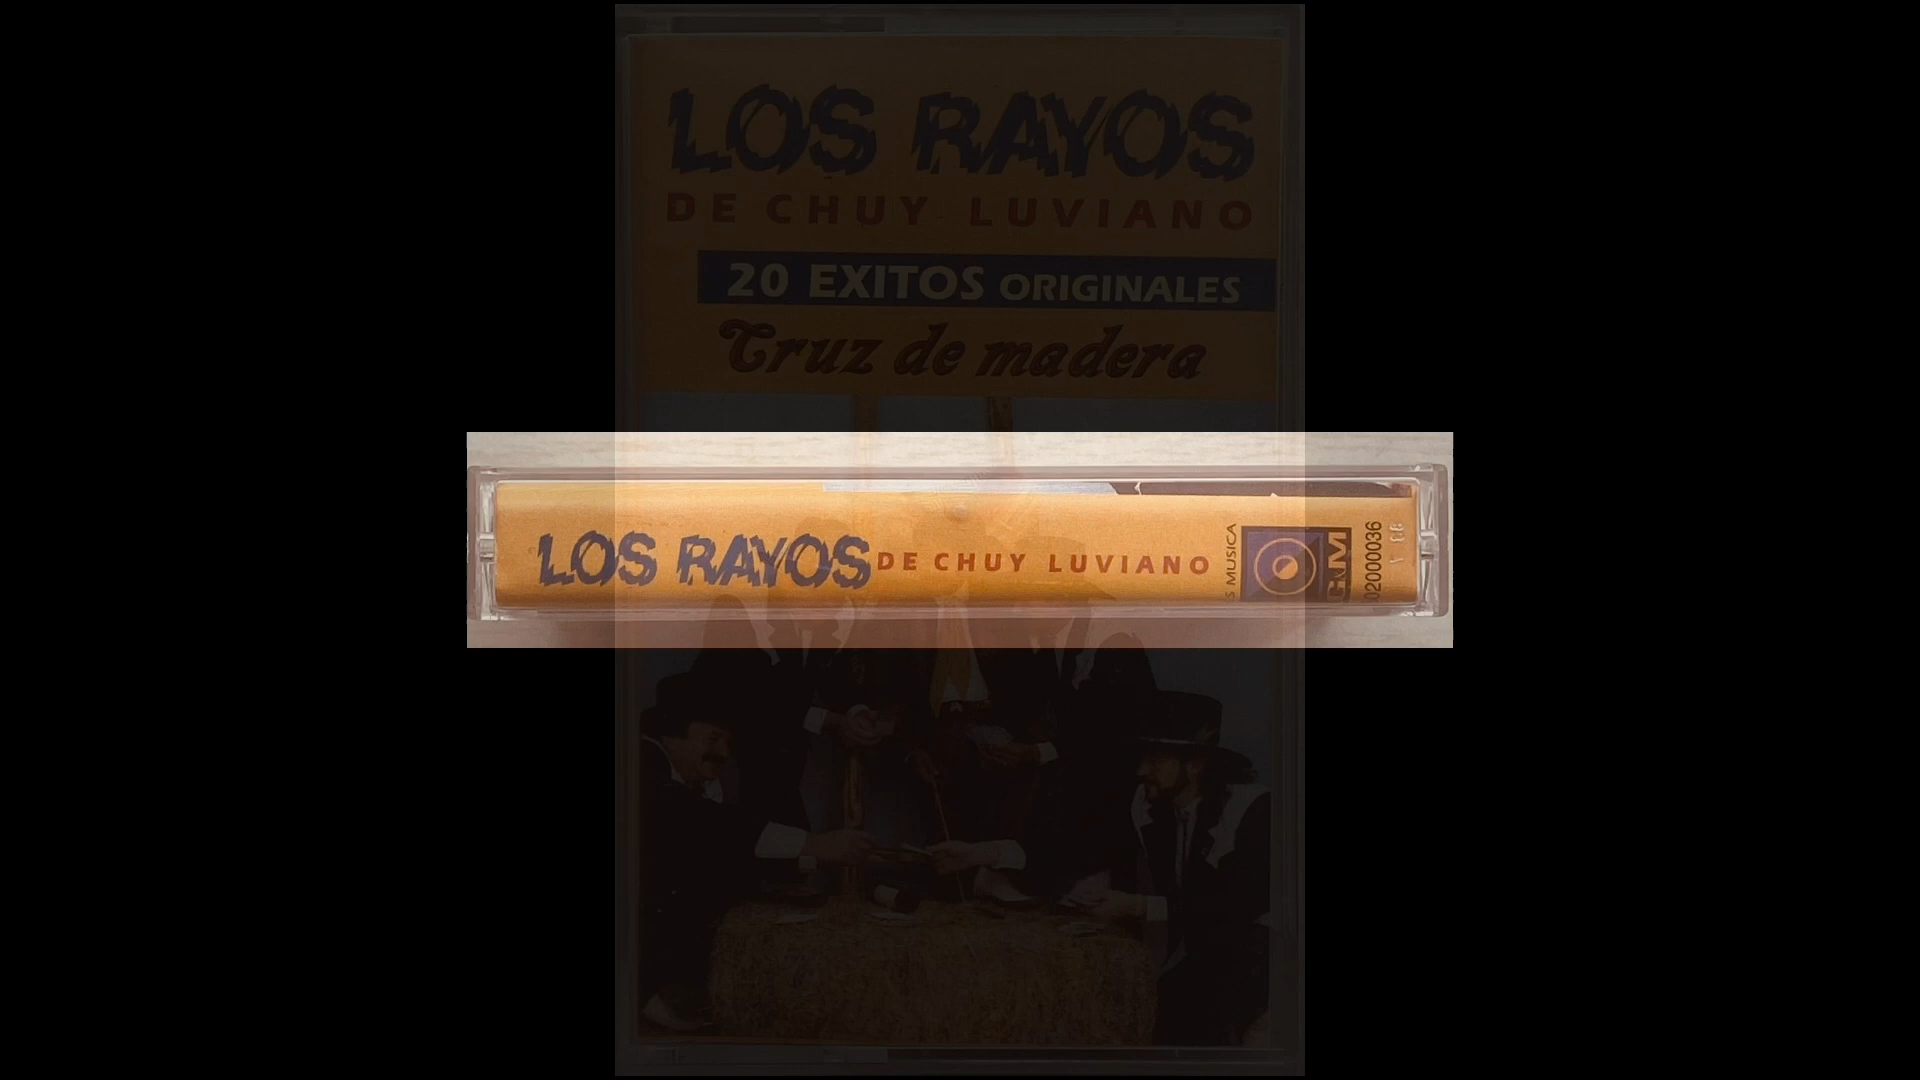 LOS RAYOS
DE CHUY LUVIANO
20 EXITOS ORIGINALES
Cruz de madera
LOS RAYOS DE CHUY LUVIANO
MUSICA
02000036